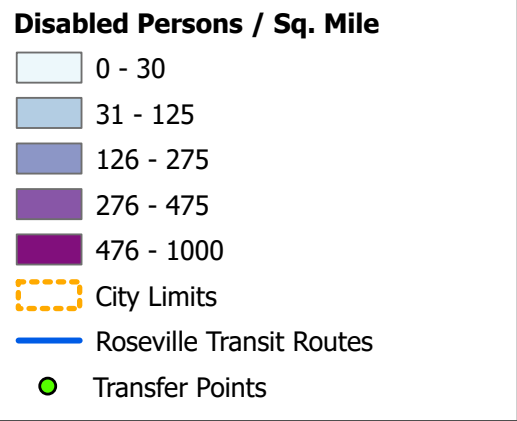 Disabled Persons / Sq. Mile
0 - 30
31 - 125
126 - 275
276 - 475
476 - 1000
City Limits
Roseville Transit Routes
Transfer Points